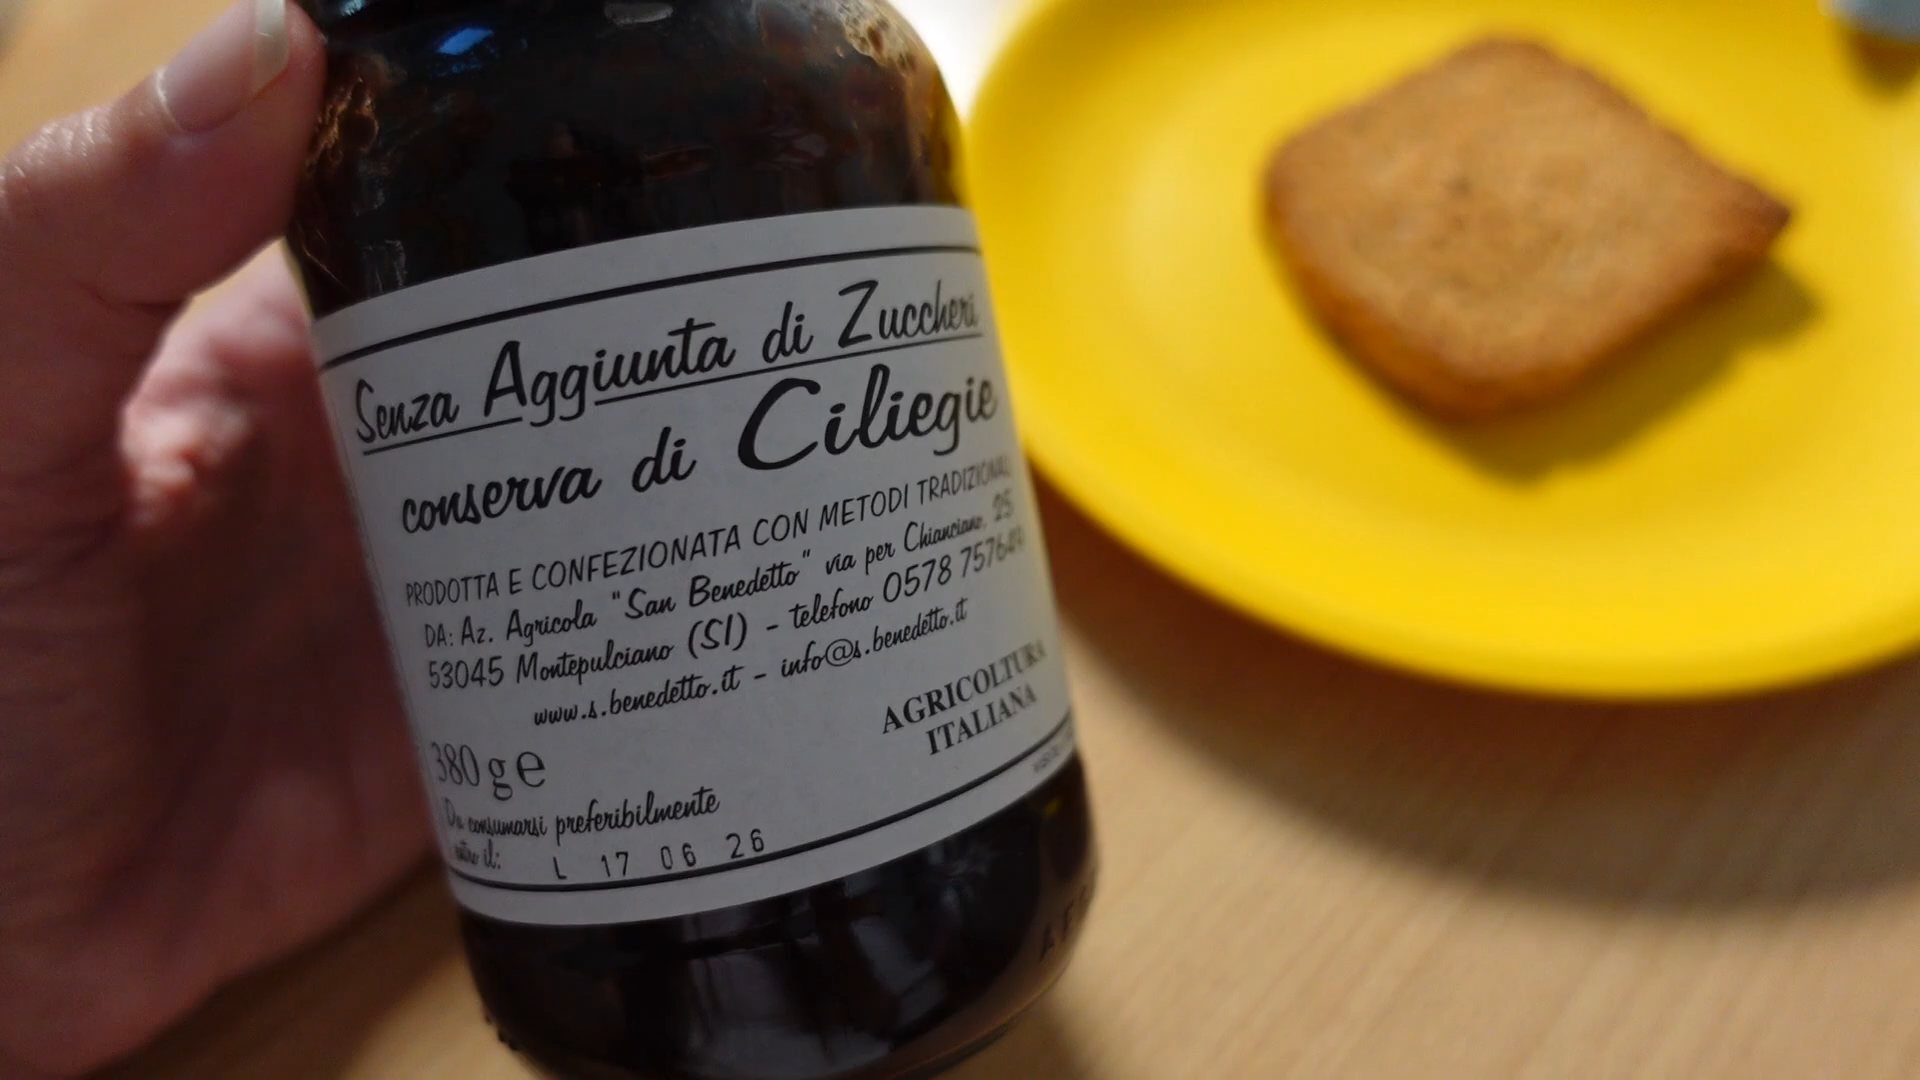 Senza Aggiunta di Zuccheri
conserva di Ciliegie
PRODOTTA E CONFEZIONATA CON METODI TRADIZIONALI
DA: Az. Agricola "San Benedetto" via per Chianciano, 25
53045 Montepulciano (SI) - telefono 0578
www.s.benedetto.it - info@s.benedetto.it
AGRICOLTURA
ITALIANA
380 g e
Da consumarsi preferibilmente
entro il: L 17 06 26